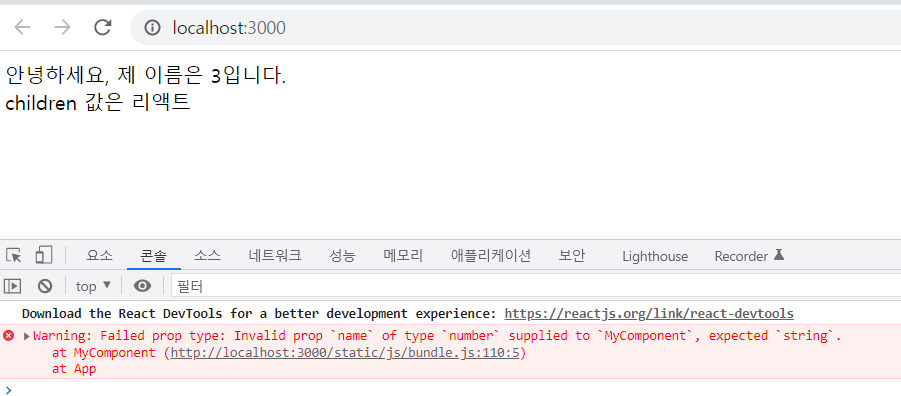 localhost:3000
안녕하세요, 제 이름은 3입니다.
children 값은 리액트
요소 콘솔 소스 네트워크 성능 메모리 애플리케이션 보안 Lighthouse Recorder
top ▼ 필터
Download the React DevTools for a better development experience: https://reactjs.org/link/react-devtools
Warning: Failed prop type: Invalid prop `name` of type `number` supplied to `MyComponent`, expected `string`.
at MyComponent (http://localhost:3000/static/js/bundle.js:110:5)
at App